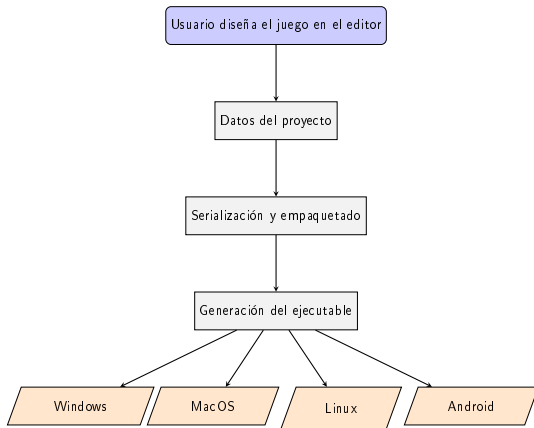 Usuario diseña el juego en el editor
Datos del proyecto
Serialización y empaquetado
Generación del ejecutable
Windows
MacOS
Linux
Android